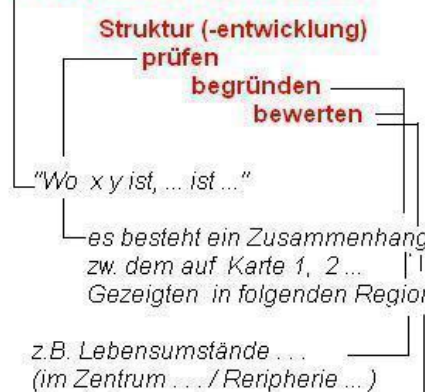 Struktur (-entwicklung)
prüfen
begründen
bewerten
"Wo x y ist, ... ist ..."
es besteht ein Zusammenhang
zw. dem auf Karte 1, 2 ...
Gezeigten in folgenden Region
z.B. Lebensumstände . . .
(im Zentrum . . ./ Reripherie ... )